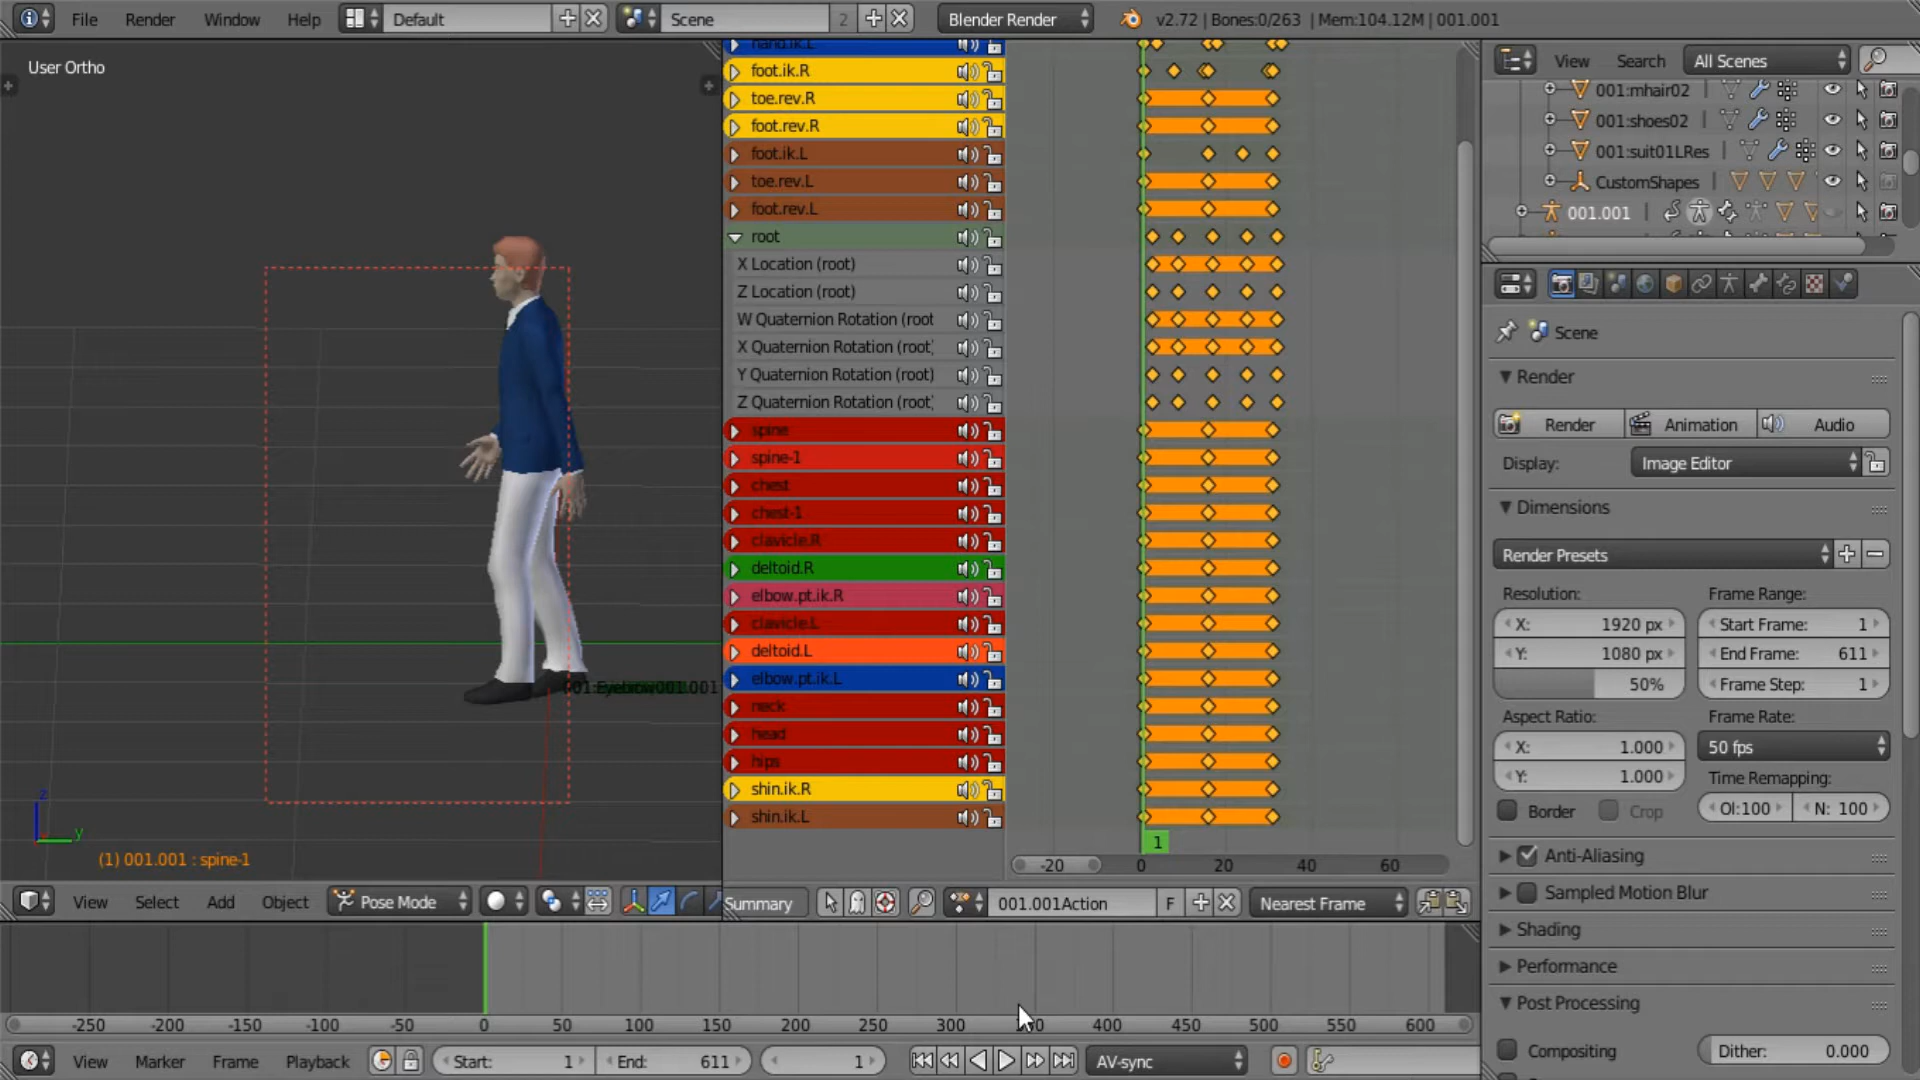 File Render Window Help Default Scene 2 Blender Render v2.72 | Bones:0/263 | Mem:104.12M | 001.001
User Ortho
hand.ik.L
foot.ik.R
toe.rev.R
foot.rev.R
foot.ik.L
toe.rev.L
foot.rev.L
root
X Location (root)
Z Location (root)
W Quaternion Rotation (root
X Quaternion Rotation (root)
Y Quaternion Rotation (root)
Z Quaternion Rotation (root)
spine
spine-1
chest
chest-1
clavicle.R
deltoid.R
elbow.pt.ik.R
clavicle.L
deltoid.L
elbow.pt.ik.L
neck
head
hips
shin.ik.R
shin.ik.L
1
-20 0 20 40 60
z
y
(1) 001.001 : spine-1
View Select Add Object Pose Mode
Summary 001.001Action F Nearest Frame
-250 -200 -150 -100 -50 0 50 100 150 200 250 300 400 450 500 550 600
View Marker Frame Playback Start: 1 End: 611 1 AV-sync
View Search All Scenes
001:mhair02
001:shoes02
001:suit01LRes
CustomShapes
001.001
Scene
Render
Render Animation Audio
Display: Image Editor
Dimensions
Render Presets
Resolution: Frame Range:
X: 1920 px Start Frame: 1
Y: 1080 px End Frame: 611
50% Frame Step: 1
Aspect Ratio: Frame Rate:
X: 1.000 50 fps
Y: 1.000 Time Remapping:
Border Crop Ol:100 N: 100
Anti-Aliasing
Sampled Motion Blur
Shading
Performance
Post Processing
Compositing Dither: 0.000